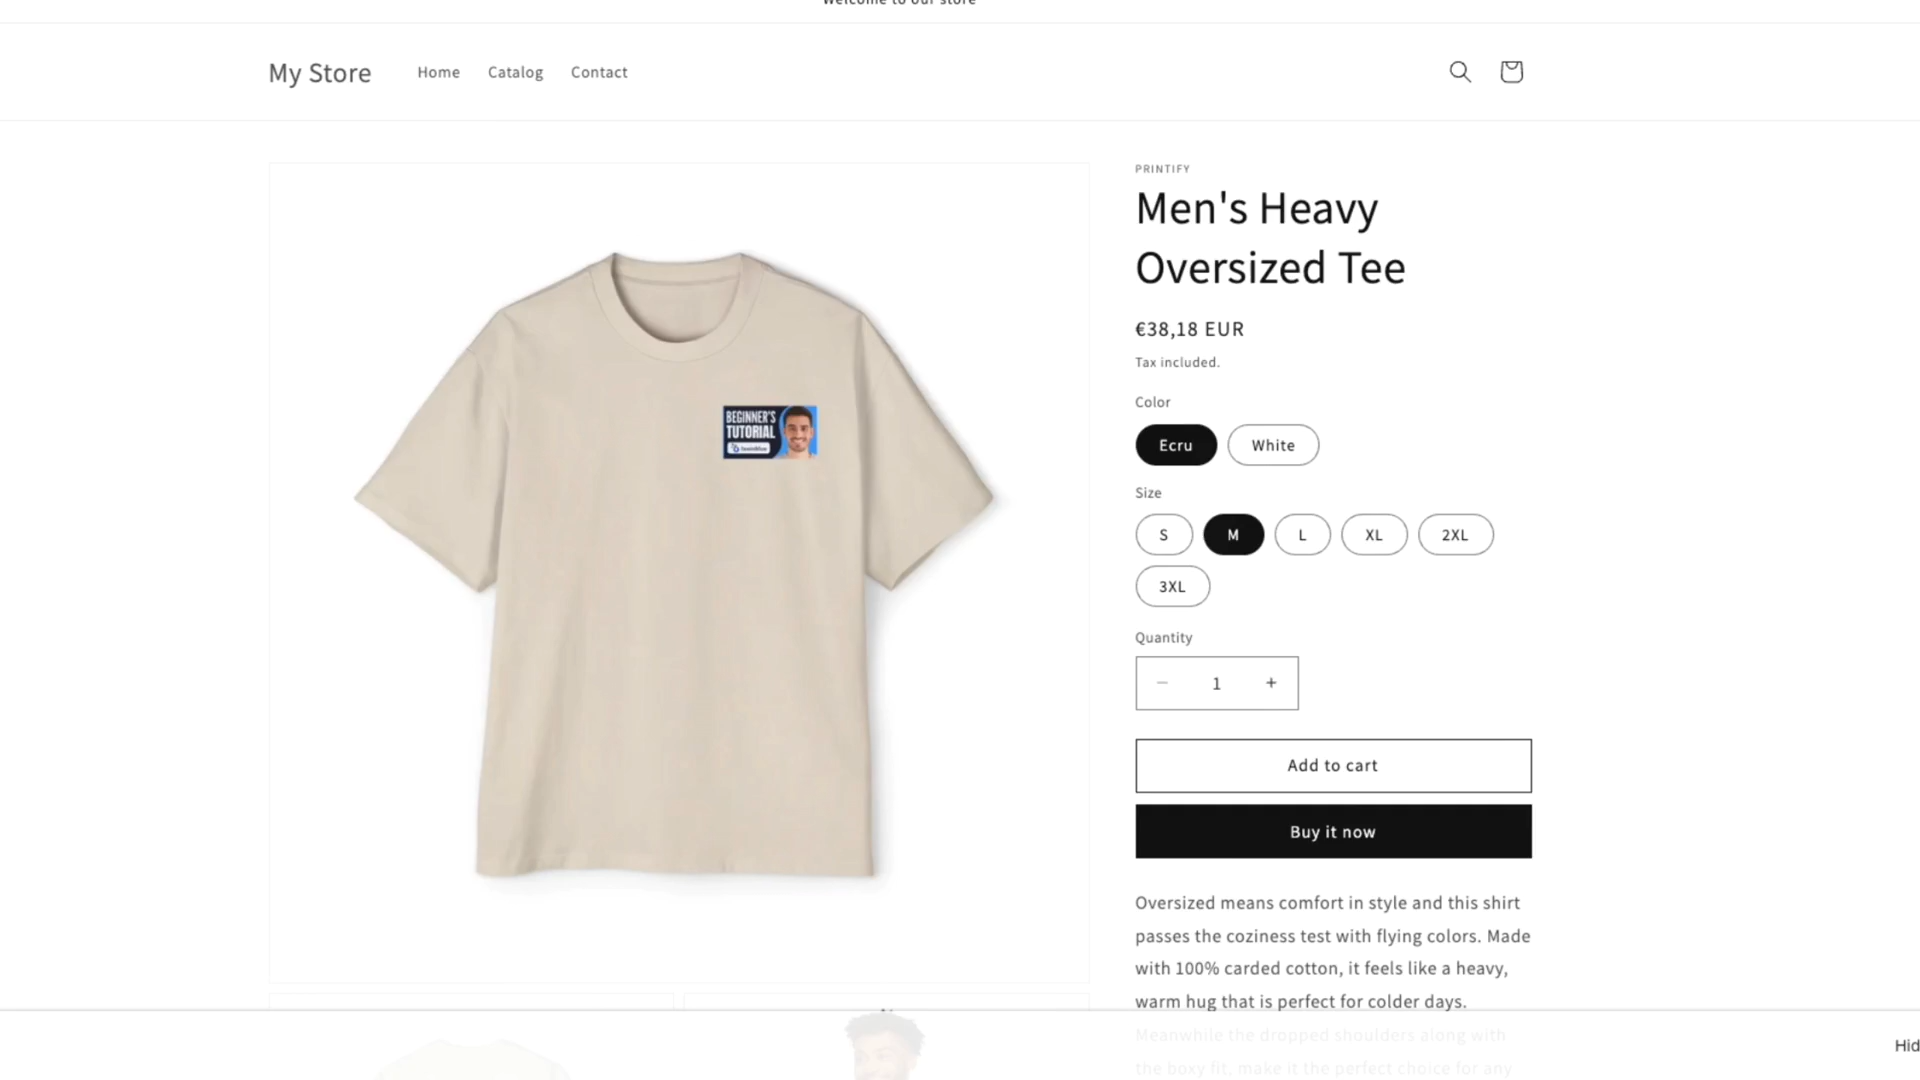 Welcome to our store
My Store
Home
Catalog
Contact
PRINTIFY
Men's Heavy
Oversized Tee
€38,18 EUR
Tax included.
Color
Ecru
White
Size
S
M
L
XL
2XL
3XL
Quantity
1
Add to cart
Buy it now
BEGINNER'S
TUTORIAL
Oversized means comfort in style and this shirt
passes the coziness test with flying colors. Made
with 100% carded cotton, it feels like a heavy,
warm hug that is perfect for colder days.
Meanwhile the dropped shoulders along with
the boxy fit, make it the perfect choice for any
Hid